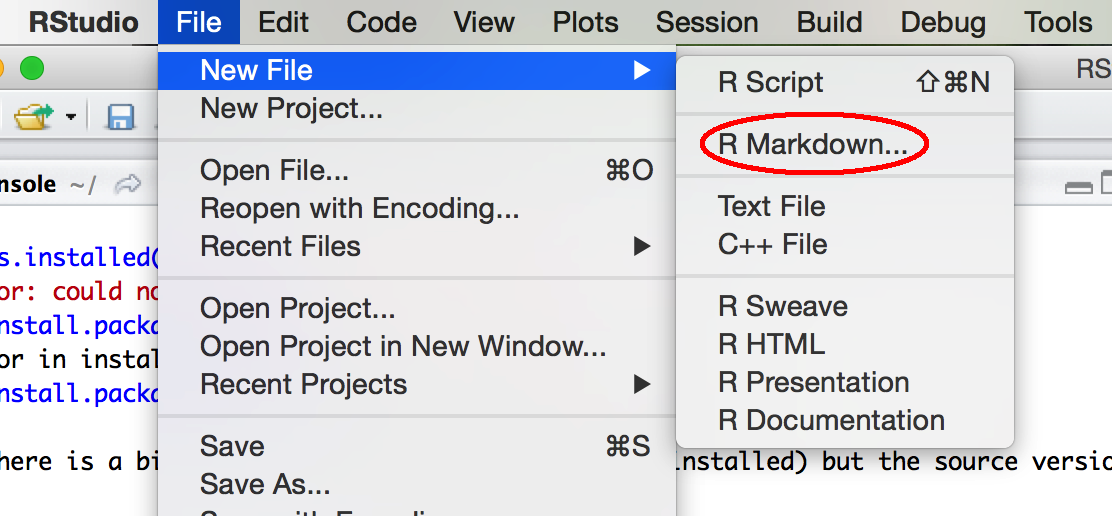 RStudio File Edit Code View Plots Session Build Debug Tools
New File ▶
New Project...
Open File... ⌘O
Reopen with Encoding...
Recent Files ▶
Open Project...
Open Project in New Window...
Recent Projects ▶
Save ⌘S
Save As...
R Script ⇧⌘N
R Markdown...
Text File
C++ File
R Sweave
R HTML
R Presentation
R Documentation
RS
onsole ~/
s.installed(
or: could no
nstall.packa
or in instal
nstall.packa
here is a bi nstalled) but the source versio